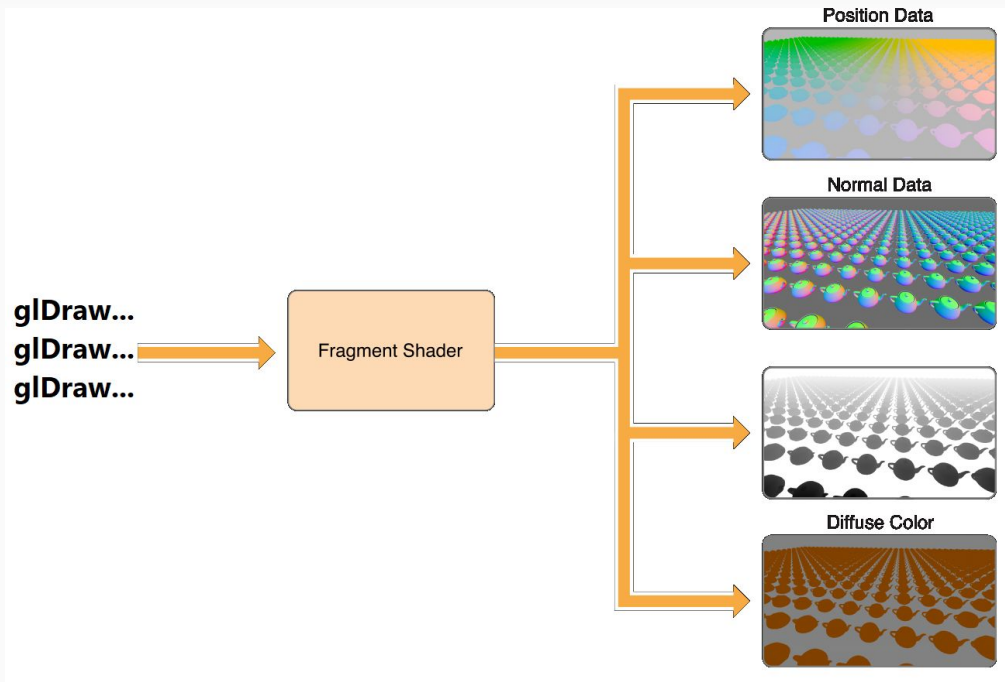 Position Data
Normal Data
glDraw...
glDraw...
glDraw...
Fragment Shader
Diffuse Color